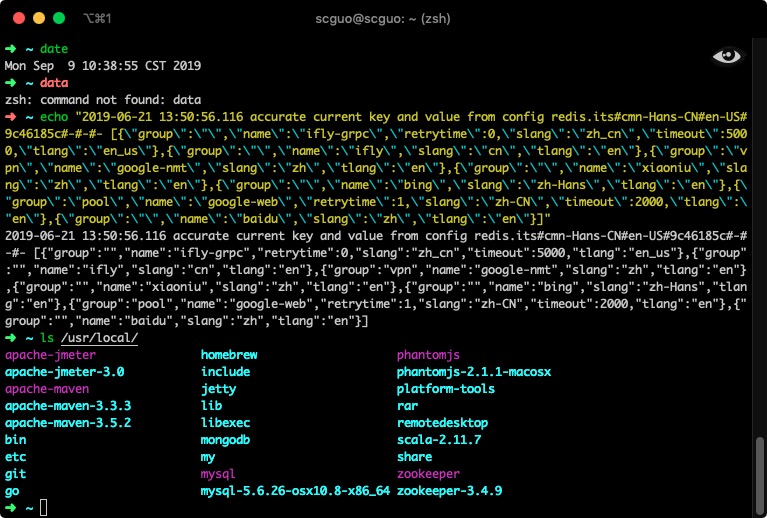 ⌥⌘1 scguo@scguo: ~ (zsh)
➜ ~ date
Mon Sep  9 10:38:55 CST 2019
➜ ~ data
zsh: command not found: data
➜ ~ echo "2019-06-21 13:50:56.116 accurate current key and value from config redis.its#cmn-Hans-CN#en-US#
9c46185c#-#-#- [{\"group\":\"\",\"name\":\"ifly-grpc\",\"retrytime\":0,\"slang\":\"zh_cn\",\"timeout\":500
0,\"tlang\":\"en_us\"},{\"group\":\"\",\"name\":\"ifly\",\"slang\":\"cn\",\"tlang\":\"en\"},{\"group\":\"v
pn\",\"name\":\"google-nmt\",\"slang\":\"zh\",\"tlang\":\"en\"},{\"group\":\"\",\"name\":\"xiaoniu\",\"sla
ng\":\"zh\",\"tlang\":\"en\"},{\"group\":\"\",\"name\":\"bing\",\"slang\":\"zh-Hans\",\"tlang\":\"en\"},{\
"group\":\"pool\",\"name\":\"google-web\",\"retrytime\":1,\"slang\":\"zh-CN\",\"timeout\":2000,\"tlang\":\
"en\"},{\"group\":\"\",\"name\":\"baidu\",\"slang\":\"zh\",\"tlang\":\"en\"}]"
2019-06-21 13:50:56.116 accurate current key and value from config redis.its#cmn-Hans-CN#en-US#9c46185c#-#
-#- [{"group":"","name":"ifly-grpc","retrytime":0,"slang":"zh_cn","timeout":5000,"tlang":"en_us"},{"group"
:"","name":"ifly","slang":"cn","tlang":"en"},{"group":"vpn","name":"google-nmt","slang":"zh","tlang":"en"}
,{"group":"","name":"xiaoniu","slang":"zh","tlang":"en"},{"group":"","name":"bing","slang":"zh-Hans","tlan
g":"en"},{"group":"pool","name":"google-web","retrytime":1,"slang":"zh-CN","timeout":2000,"tlang":"en"},{"
group":"","name":"baidu","slang":"zh","tlang":"en"}]
➜ ~ ls /usr/local/
apache-jmeter homebrew phantomjs
apache-jmeter-3.0 include phantomjs-2.1.1-macosx
apache-maven jetty platform-tools
apache-maven-3.3.3 lib rar
apache-maven-3.5.2 libexec remotedesktop
bin mongodb scala-2.11.7
etc my share
git mysql zookeeper
go mysql-5.6.26-osx10.8-x86_64 zookeeper-3.4.9
➜ ~